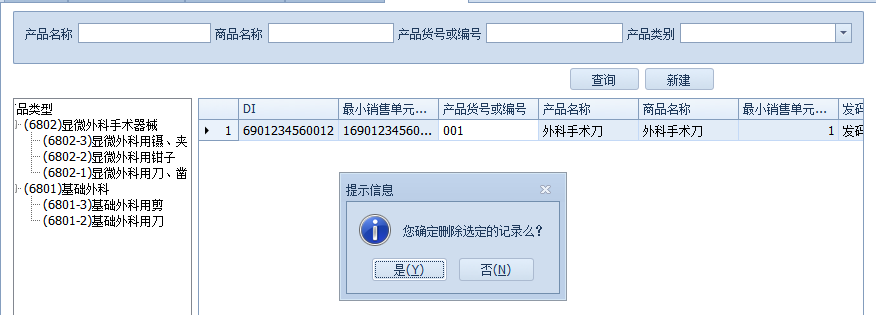 产品名称 商品名称 产品货号或编号 产品类别
查询 新建
品类型
(6802)显微外科手术器械
(6802-3)显微外科用镊、夹
(6802-2)显微外科用钳子
(6802-1)显微外科用刀、凿
(6801)基础外科
(6801-3)基础外科用剪
(6801-2)基础外科用刀
DI 最小销售单元... 产品货号或编号 产品名称 商品名称 最小销售单元... 发码
1 6901234560012 16901234560... 001 外科手术刀 外科手术刀 1 发码
提示信息
您确定删除选定的记录么?
是(Y) 否(N)